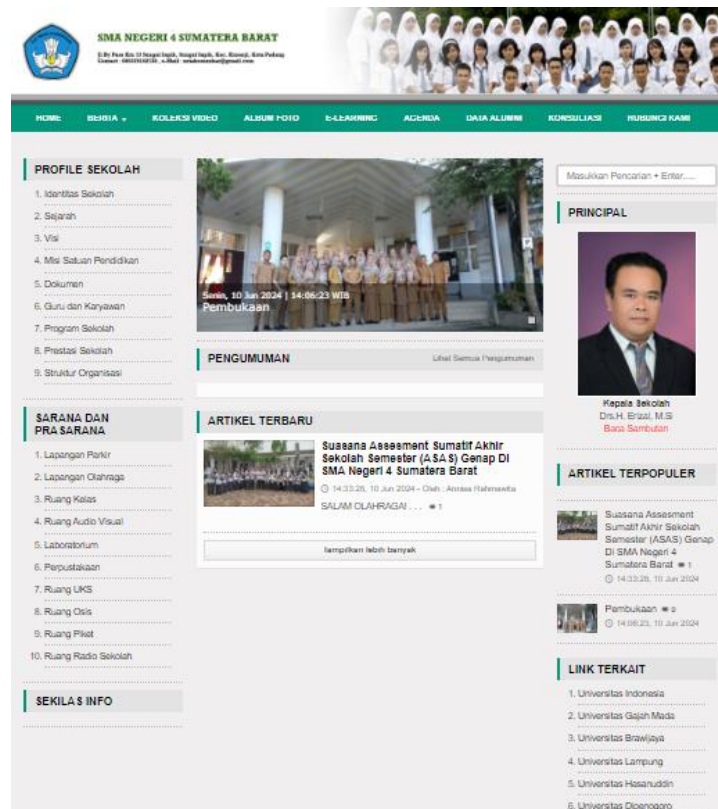 SMA NEGERI 4 SUMATERA BARAT
HOME BERITA KOLEKSI VIDEO ALBUM FOTO E-LEARNING AGENDA DATA ALUMNI KONSULTASI HUBUNGI KAMI
PROFILE SEKOLAH
1. Identitas Sekolah
2. Sejarah
3. Visi
4. Misi Satuan Pendidikan
5. Dokumen
6. Guru dan Karyawan
7. Program Sekolah
8. Prestasi Sekolah
9. Struktur Organisasi
SARANA DAN
PRASARANA
1. Lapangan Parkir
2. Lapangan Olahraga
3. Ruang Kelas
4. Ruang Audio Visual
5. Laboratorium
6. Perpustakaan
7. Ruang UKS
8. Ruang Osis
9. Ruang Piket
10. Ruang Radio Sekolah
SEKILAS INFO
Senin, 10 Jun 2024 | 14:06:23 WIB
Pembukaan
PENGUMUMAN
Lihat Semua Pengumuman
ARTIKEL TERBARU
Suasana Assesment Sumatif Akhir
Sekolah Semester (ASAS) Genap Di
SMA Negeri 4 Sumatera Barat
14:33:28, 10 Jun 2024 - Oleh : Annisa Rahmawita
SALAM OLAHRAGA! . . . 1
tampilkan lebih banyak
Masukkan Pencarian + Enter.....
PRINCIPAL
Kepala Sekolah
Drs.H. Erizal, M.Si
Baca Sambutan
ARTIKEL TERPOPULER
Suasana Assesment
Sumatif Akhir Sekolah
Semester (ASAS) Genap
Di SMA Negeri 4
Sumatera Barat 1
14:33:28, 10 Jun 2024
Pembukaan 0
14:06:23, 10 Jun 2024
LINK TERKAIT
1. Universitas Indonesia
2. Universitas Gajah Mada
3. Universitas Brawijaya
4. Universitas Lampung
5. Universitas Hasanuddin
6. Universitas Diponegoro